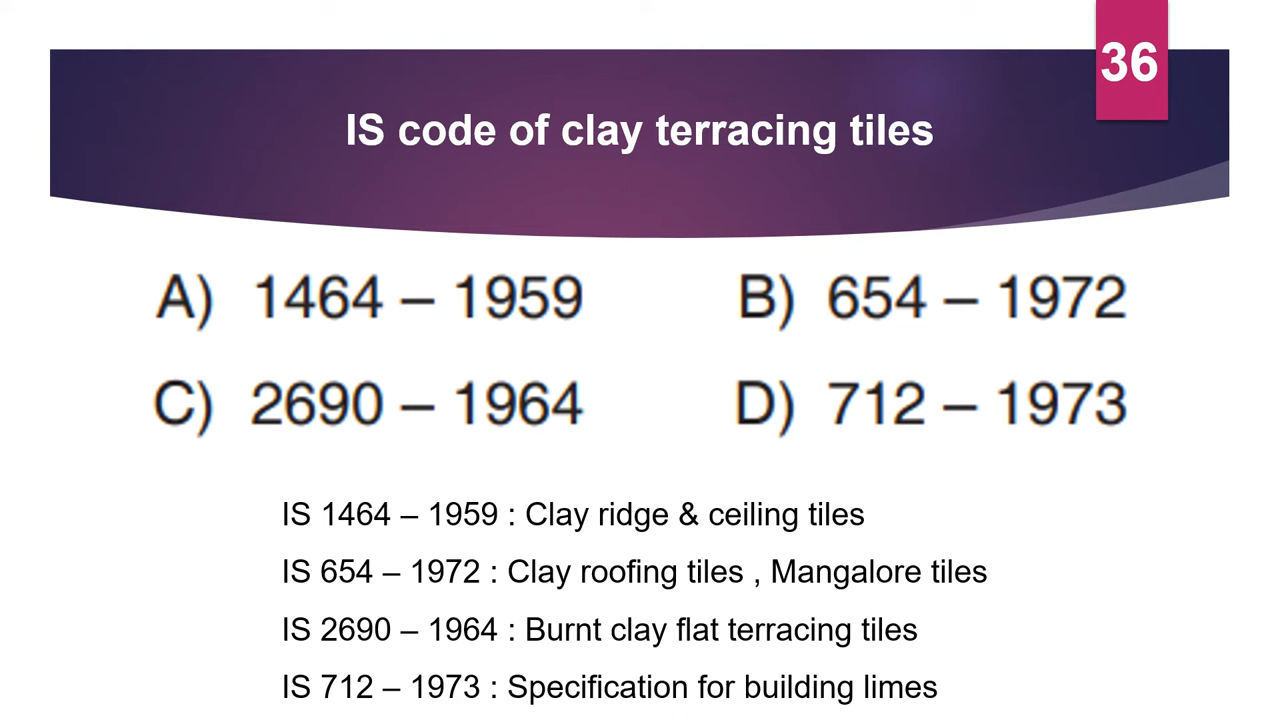 36
IS code of clay terracing tiles
A) 1464 – 1959 B) 654 – 1972
C) 2690 – 1964 D) 712 – 1973
IS 1464 – 1959 : Clay ridge & ceiling tiles
IS 654 – 1972 : Clay roofing tiles , Mangalore tiles
IS 2690 – 1964 : Burnt clay flat terracing tiles
IS 712 – 1973 : Specification for building limes